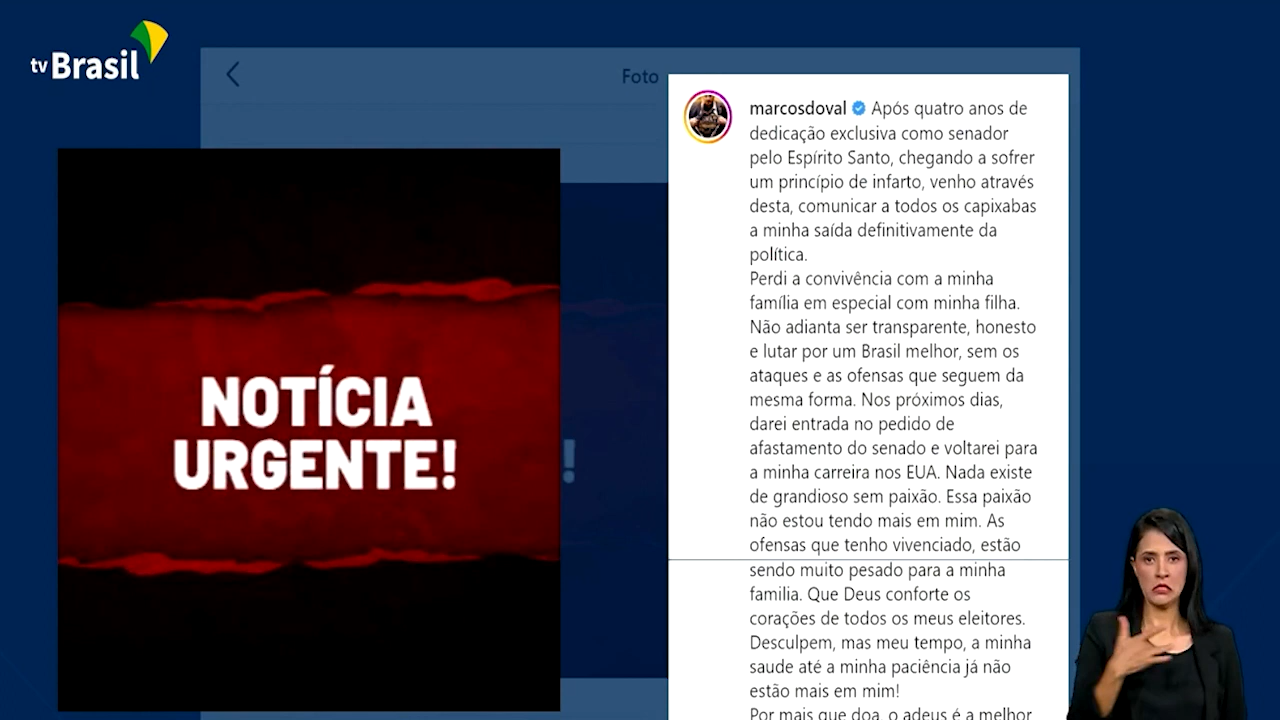 tv Brasil
Foto
NOTÍCIA
URGENTE!
!
marcosdoval Após quatro anos de
dedicação exclusiva como senador
pelo Espírito Santo, chegando a sofrer
um princípio de infarto, venho através
desta, comunicar a todos os capixabas
a minha saída definitivamente da
política.
Perdi a convivência com a minha
família em especial com minha filha.
Não adianta ser transparente, honesto
e lutar por um Brasil melhor, sem os
ataques e as ofensas que seguem da
mesma forma. Nos próximos dias,
darei entrada no pedido de
afastamento do senado e voltarei para
a minha carreira nos EUA. Nada existe
de grandioso sem paixão. Essa paixão
não estou tendo mais em mim. As
ofensas que tenho vivenciado, estão
sendo muito pesado para a minha
familia. Que Deus conforte os
corações de todos os meus eleitores.
Desculpem, mas meu tempo, a minha
saude até a minha paciência já não
estão mais em mim!
Por mais que doa, o adeus é a melhor